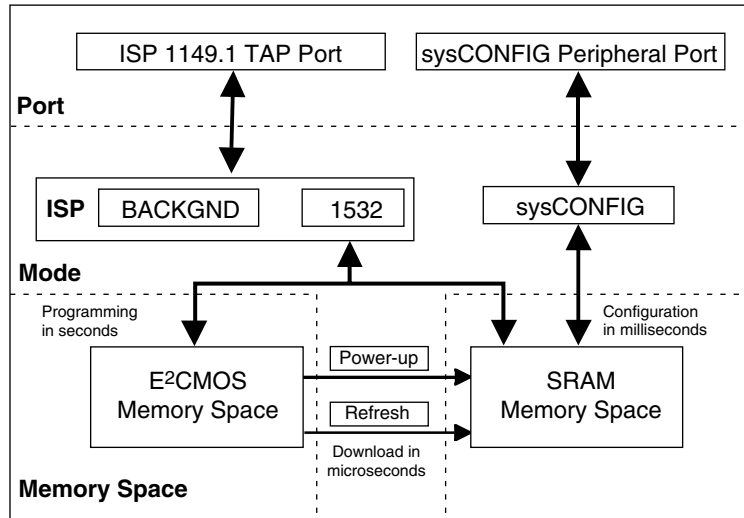 ISP 1149.1 TAP Port
sysCONFIG Peripheral Port
Port
ISP
BACKGND
1532
sysCONFIG
Mode
Programming
in seconds
Configuration
in milliseconds
E²CMOS
Memory Space
Power-up
Refresh
Download in
microseconds
SRAM
Memory Space
Memory Space